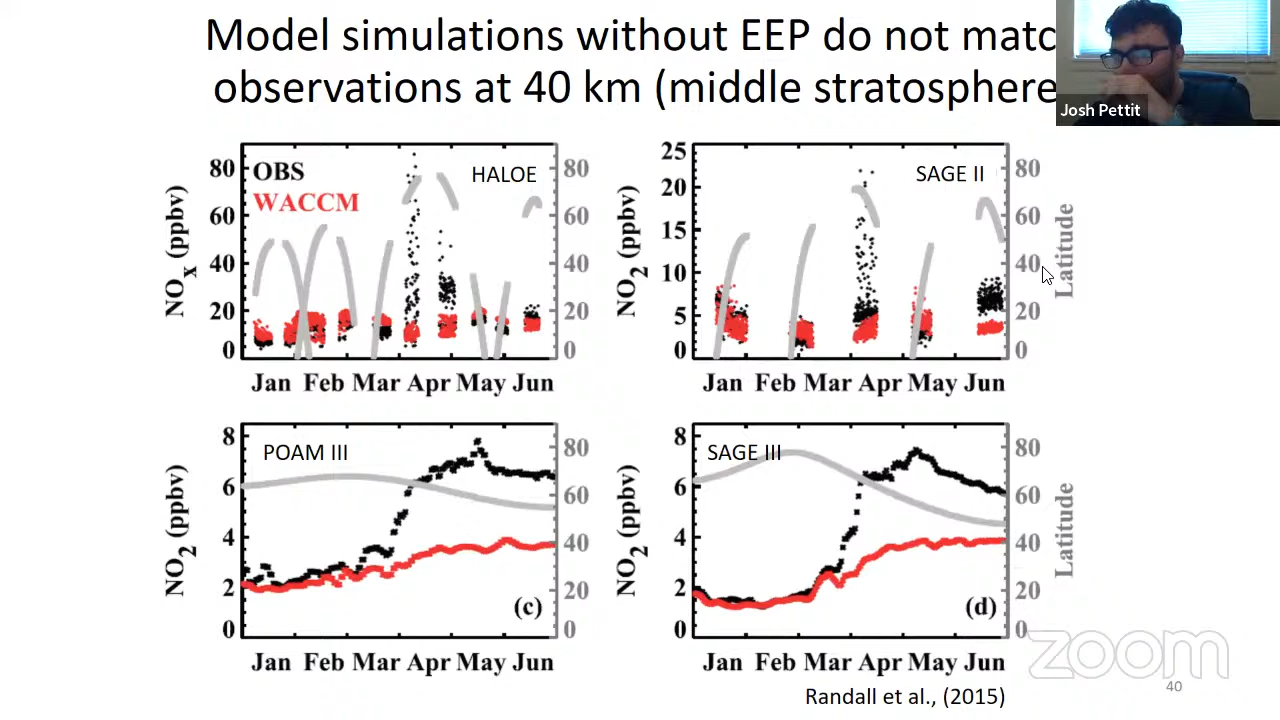 Model simulations without EEP do not matc
observations at 40 km (middle stratosphere
Josh Pettit
OBS
WACCM
HALOE
NOx (ppbv)
80
60
40
20
0
80
60
40
20
0
Jan Feb Mar Apr May Jun
SAGE II
NO2 (ppbv)
25
20
15
10
5
0
80
60
40
20
0
Latitude
Jan Feb Mar Apr May Jun
POAM III
NO2 (ppbv)
8
6
4
2
0
80
60
40
20
0
(c)
Jan Feb Mar Apr May Jun
SAGE III
NO2 (ppbv)
8
6
4
2
0
80
60
40
20
0
Latitude
(d)
Jan Feb Mar Apr May Jun
zoom
40
Randall et al., (2015)